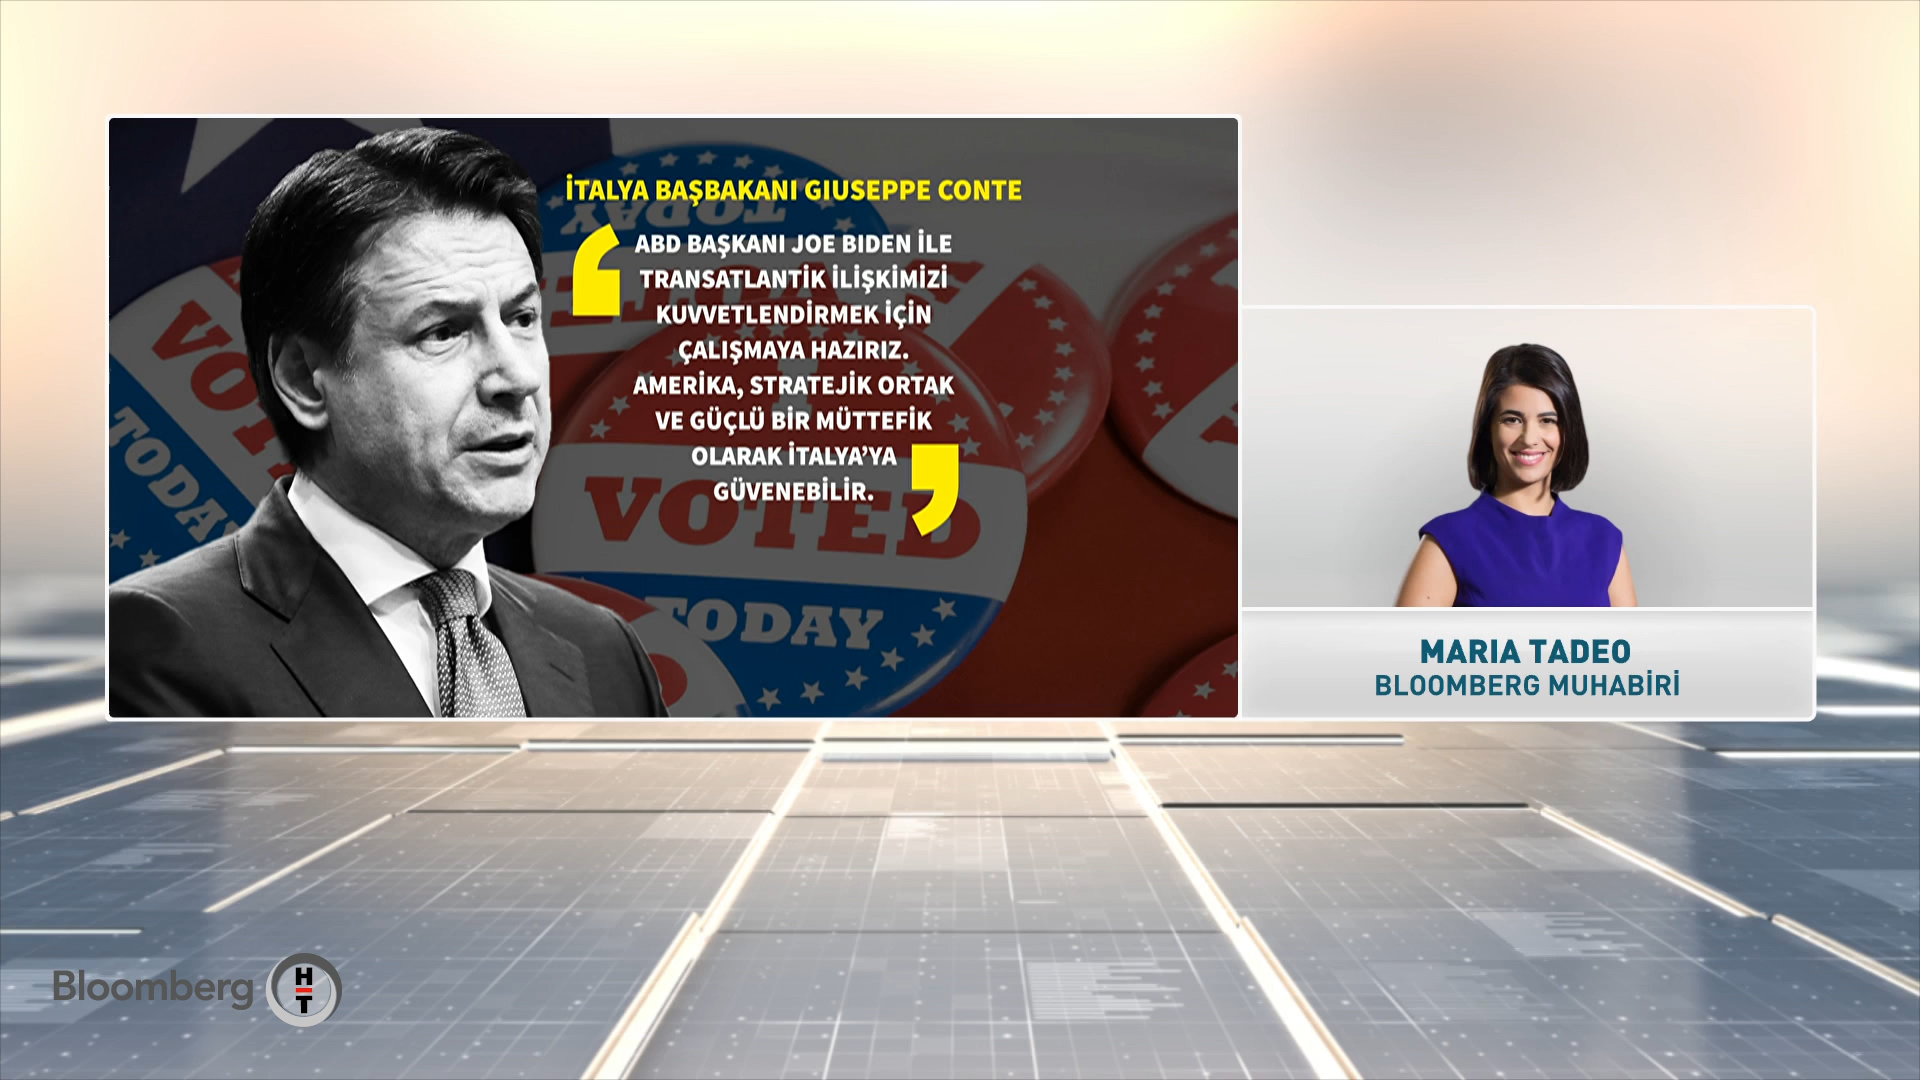 İTALYA BAŞBAKANI GIUSEPPE CONTE
ABD BAŞKANI JOE BIDEN İLE
TRANSATLANTİK İLİŞKİMİZİ
KUVVETLENDİRMEK İÇİN
ÇALIŞMAYA HAZIRIZ.
AMERİKA, STRATEJİK ORTAK
VE GÜÇLÜ BİR MÜTTEFİK
OLARAK İTALYA'YA
GÜVENEBİLİR.
TODAY
VOT
TODAY
VOTED
TODAY
MARIA TADEO
BLOOMBERG MUHABİRİ
Bloomberg HT